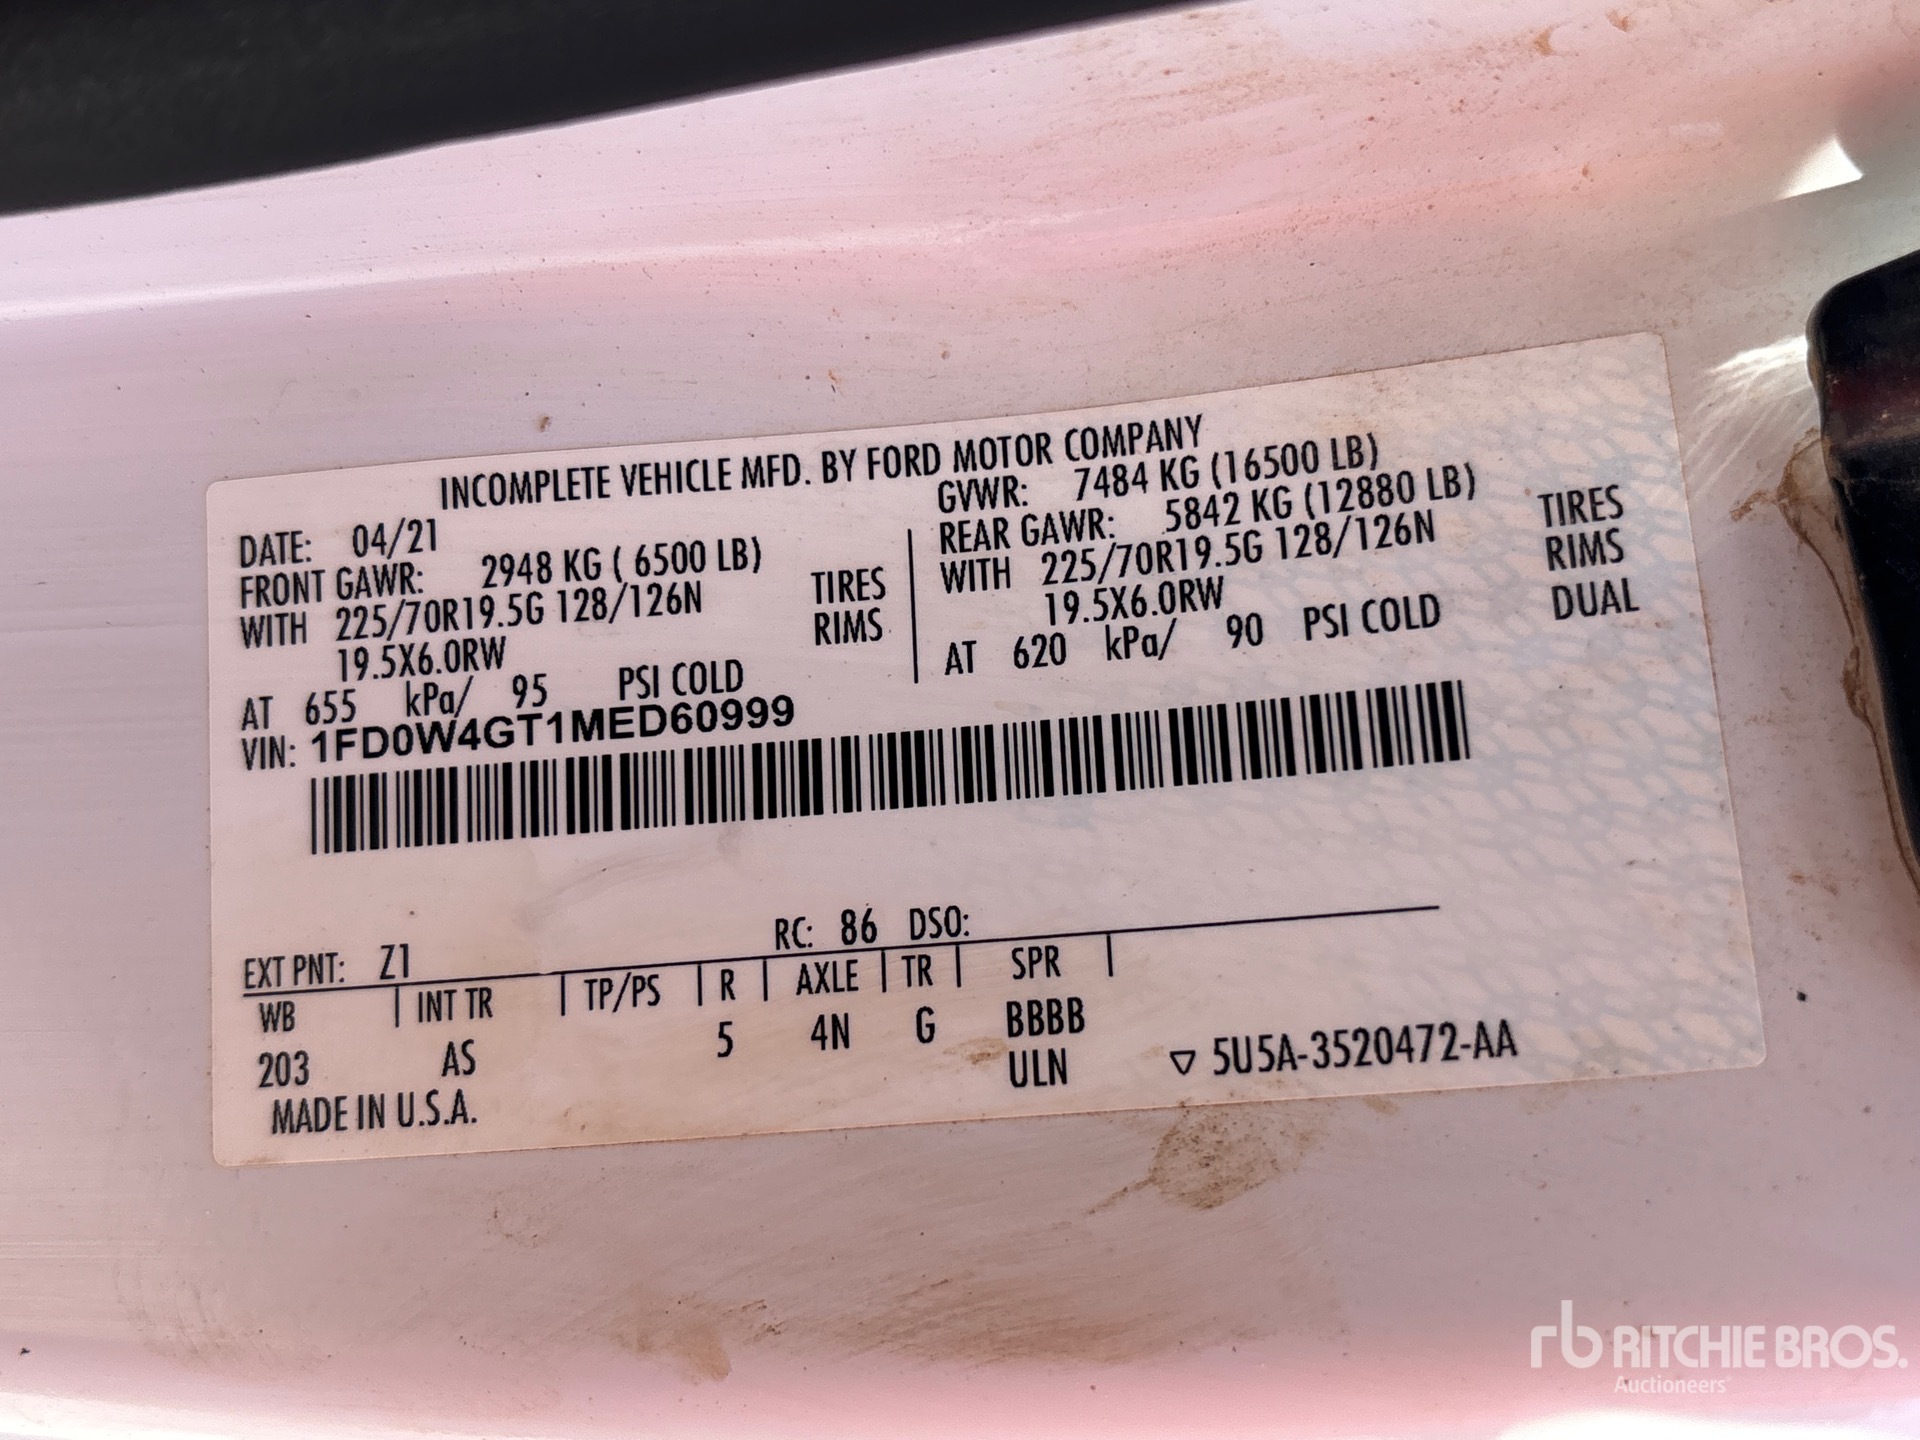 INCOMPLETE VEHICLE MFD. BY FORD MOTOR COMPANY
DATE: 04/21
GVWR: 7484 KG (16500 LB)
FRONT GAWR: 2948 KG ( 6500 LB)
REAR GAWR: 5842 KG (12880 LB)
WITH 225/70R19.5G 128/126N TIRES
WITH 225/70R19.5G 128/126N TIRES
19.5X6.0RW RIMS
19.5X6.0RW RIMS
AT 655 kPa/ 95 PSI COLD
AT 620 kPa/ 90 PSI COLD DUAL
VIN: 1FD0W4GT1MED60999
EXT PNT: Z1 RC: 86 DSO:
WB INT TR TP/PS R AXLE TR SPR
203 AS 5 4N G BBBB
ULN
▽ 5U5A-3520472-AA
MADE IN U.S.A.
rb RITCHIE BROS.
Auctioneers